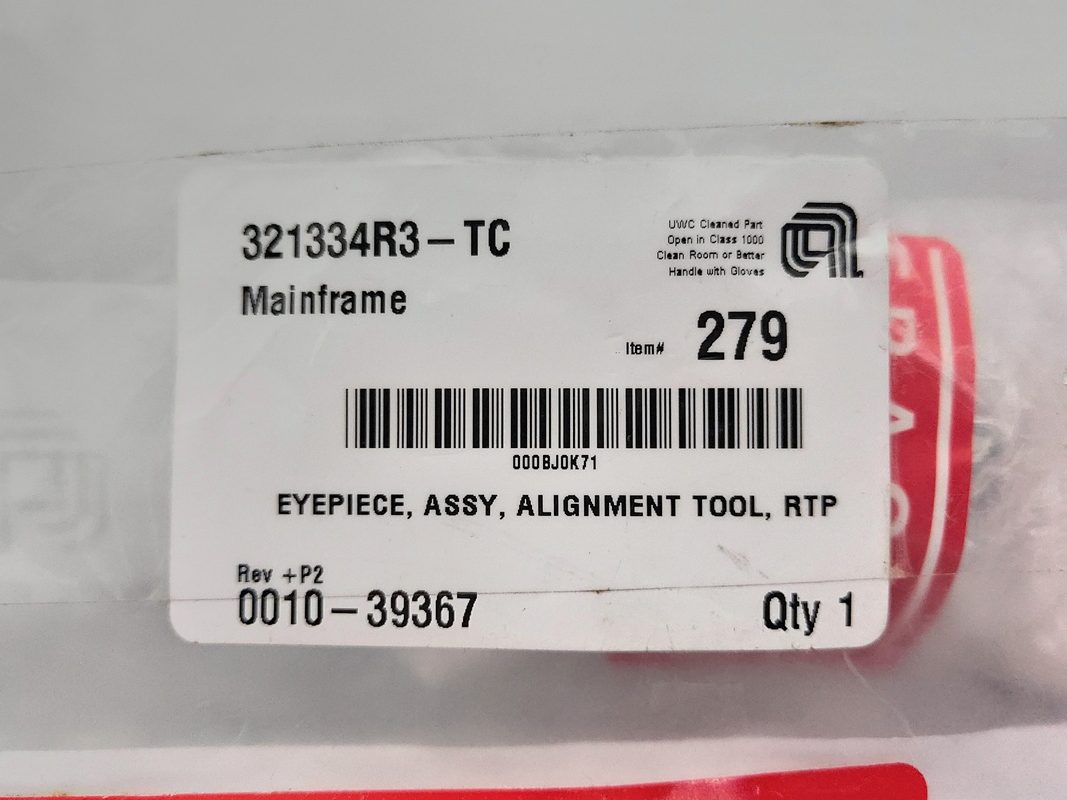 321334R3-TC
UWC Cleaned Part
Open in Class 1000
Clean Room or Better
Handle with Gloves
Mainframe
Item# 279
000BJ0K71
EYEPIECE, ASSY, ALIGNMENT TOOL, RTP
Rev +P2
0010-39367 Qty 1